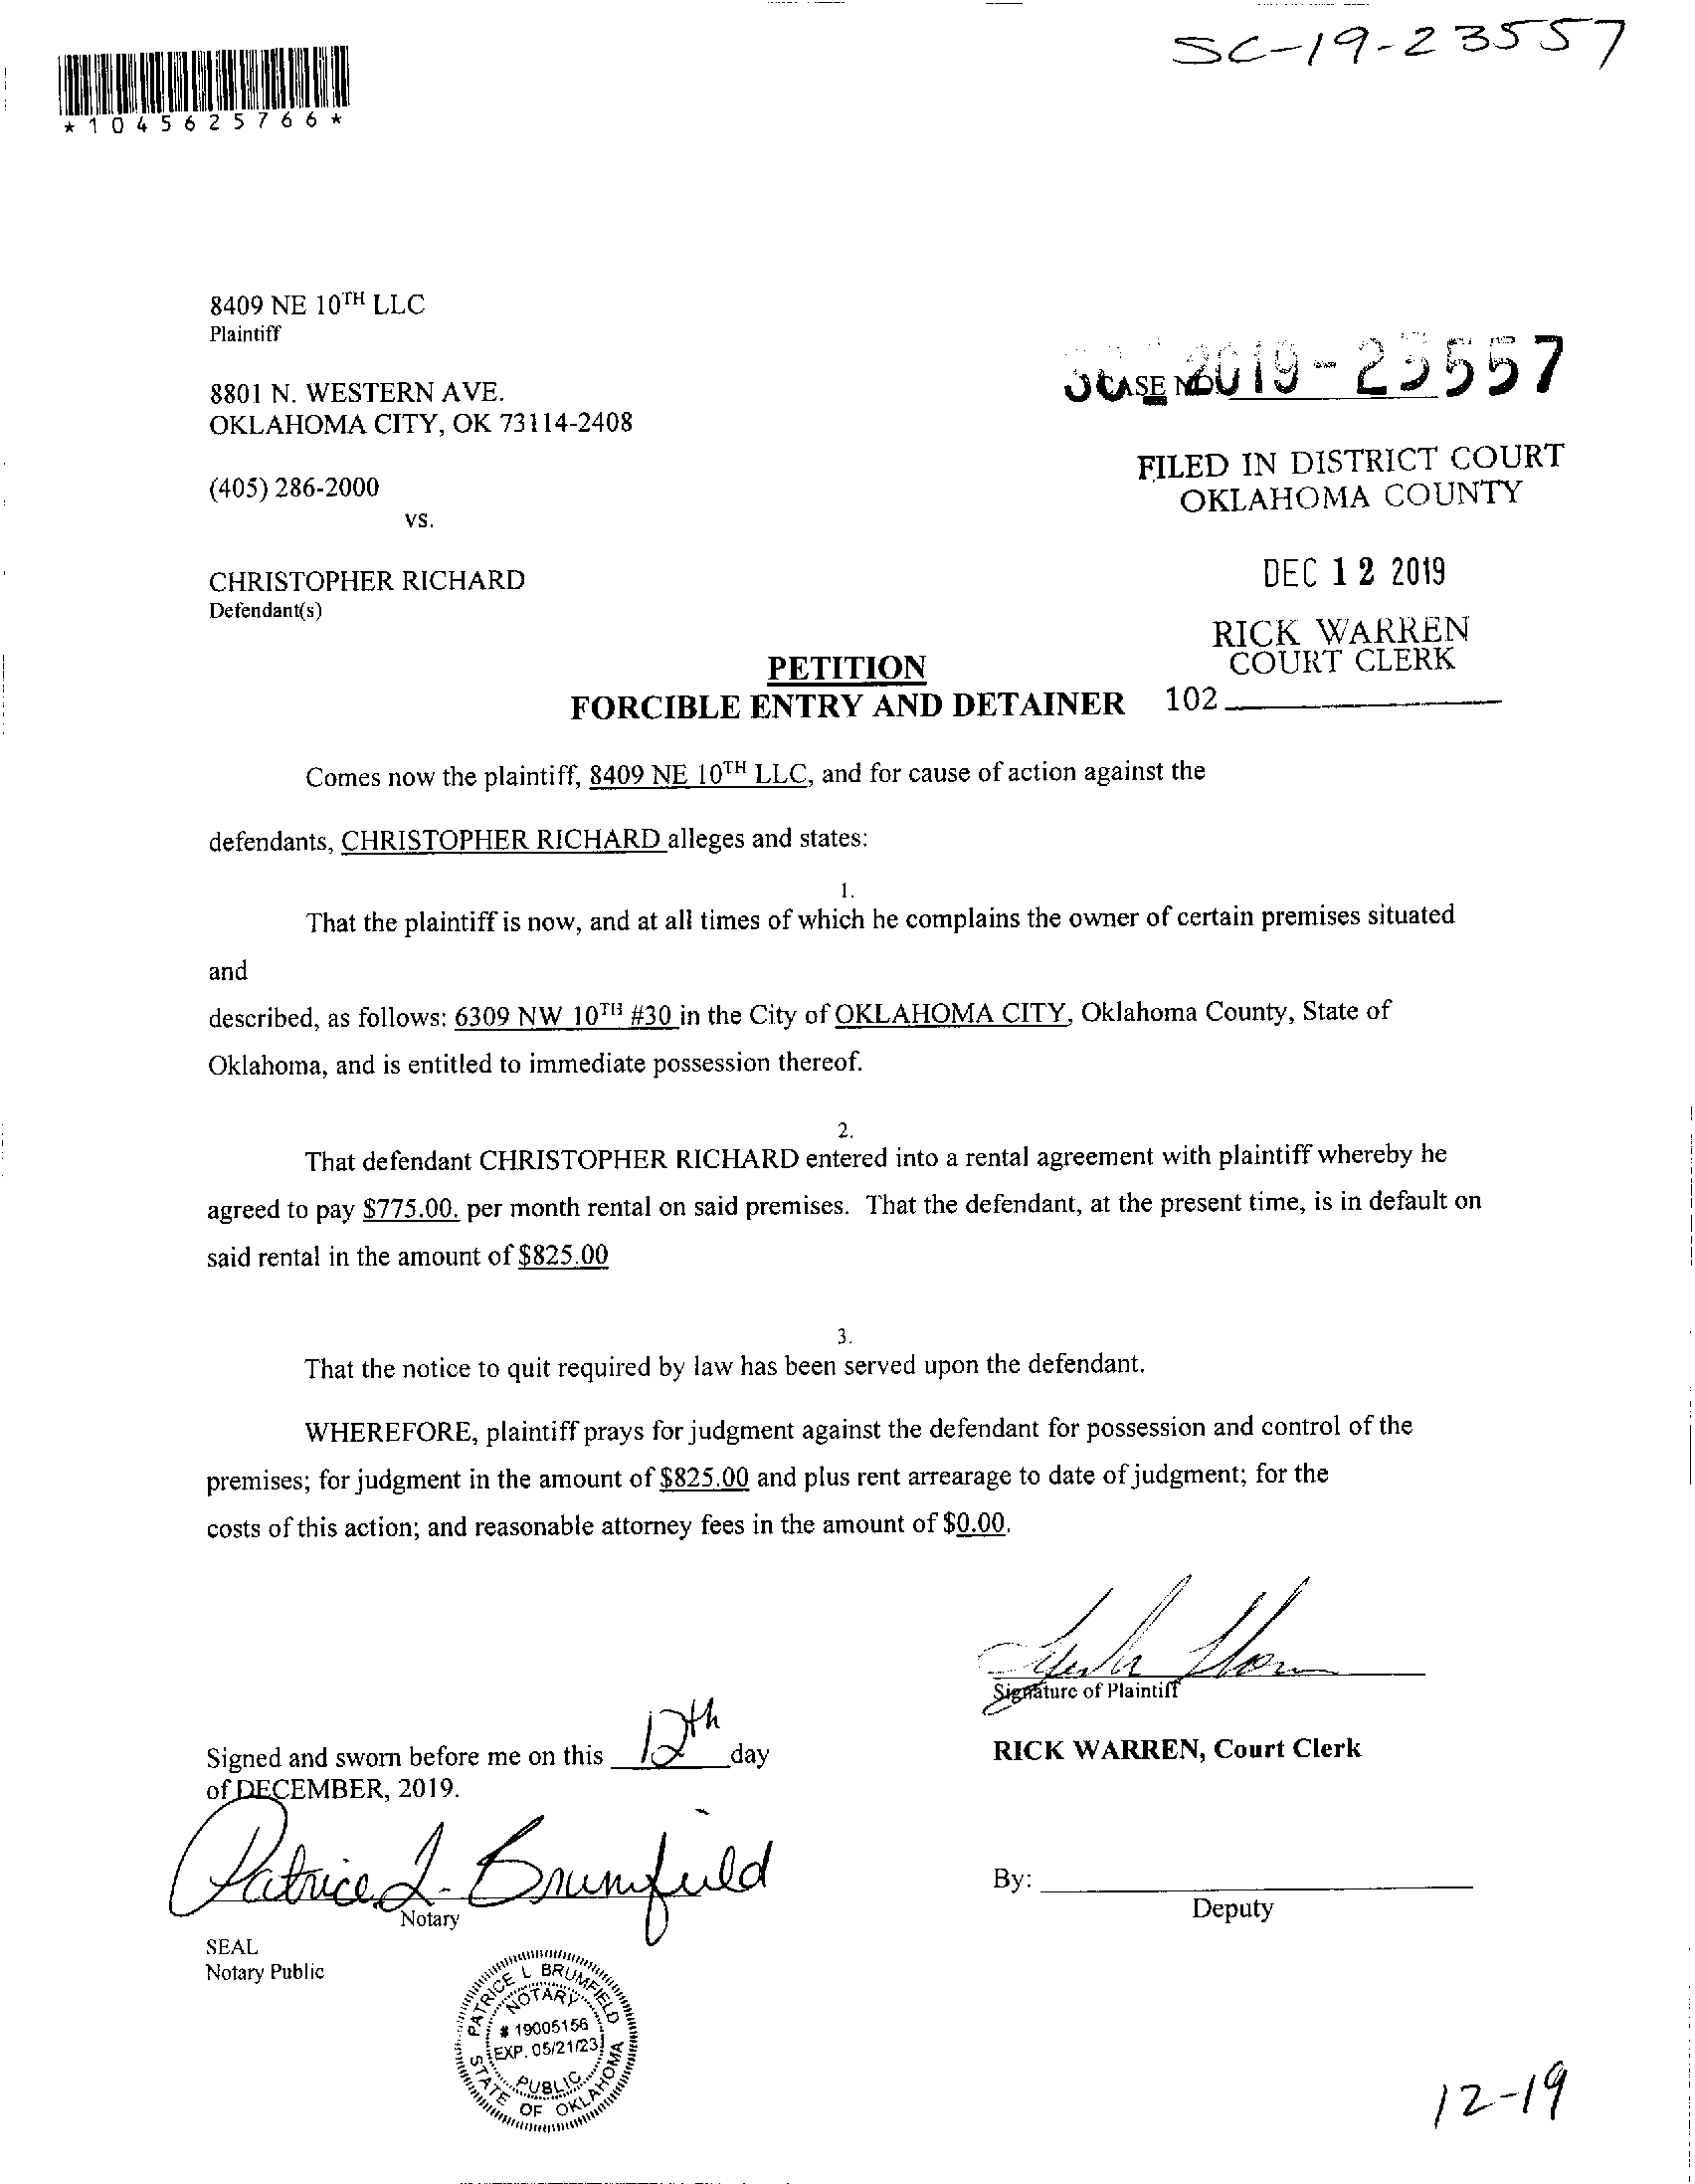 SC-19-23557
*1045625766*
8409 NE 10TH LLC
Plaintiff
8801 N. WESTERN AVE.
OKLAHOMA CITY, OK 73114-2408
(405) 286-2000
VS.
CHRISTOPHER RICHARD
Defendant(s)
CASE NO. 2019-23557
FILED IN DISTRICT COURT
OKLAHOMA COUNTY
DEC 12 2019
RICK WARREN
COURT CLERK
102
PETITION
FORCIBLE ENTRY AND DETAINER
Comes now the plaintiff, 8409 NE 10TH LLC, and for cause of action against the
defendants, CHRISTOPHER RICHARD alleges and states:
1.
That the plaintiff is now, and at all times of which he complains the owner of certain premises situated
and
described, as follows: 6309 NW 10TH #30 in the City of OKLAHOMA CITY, Oklahoma County, State of
Oklahoma, and is entitled to immediate possession thereof.
2.
That defendant CHRISTOPHER RICHARD entered into a rental agreement with plaintiff whereby he
agreed to pay $775.00. per month rental on said premises. That the defendant, at the present time, is in default on
said rental in the amount of $825.00
3.
That the notice to quit required by law has been served upon the defendant.
WHEREFORE, plaintiff prays for judgment against the defendant for possession and control of the
premises; for judgment in the amount of $825.00 and plus rent arrearage to date of judgment; for the
costs of this action; and reasonable attorney fees in the amount of $0.00.
Signature of Plaintiff
Signed and sworn before me on this 12th day
of DECEMBER, 2019.
RICK WARREN, Court Clerk
Patrice L. Brumfield
Notary
By:
Deputy
SEAL
Notary Public
PATRICE L BRUMFIELD
NOTARY
# 19005156
EXP. 05/21/23
PUBLIC
STATE OF OKLAHOMA
12-19